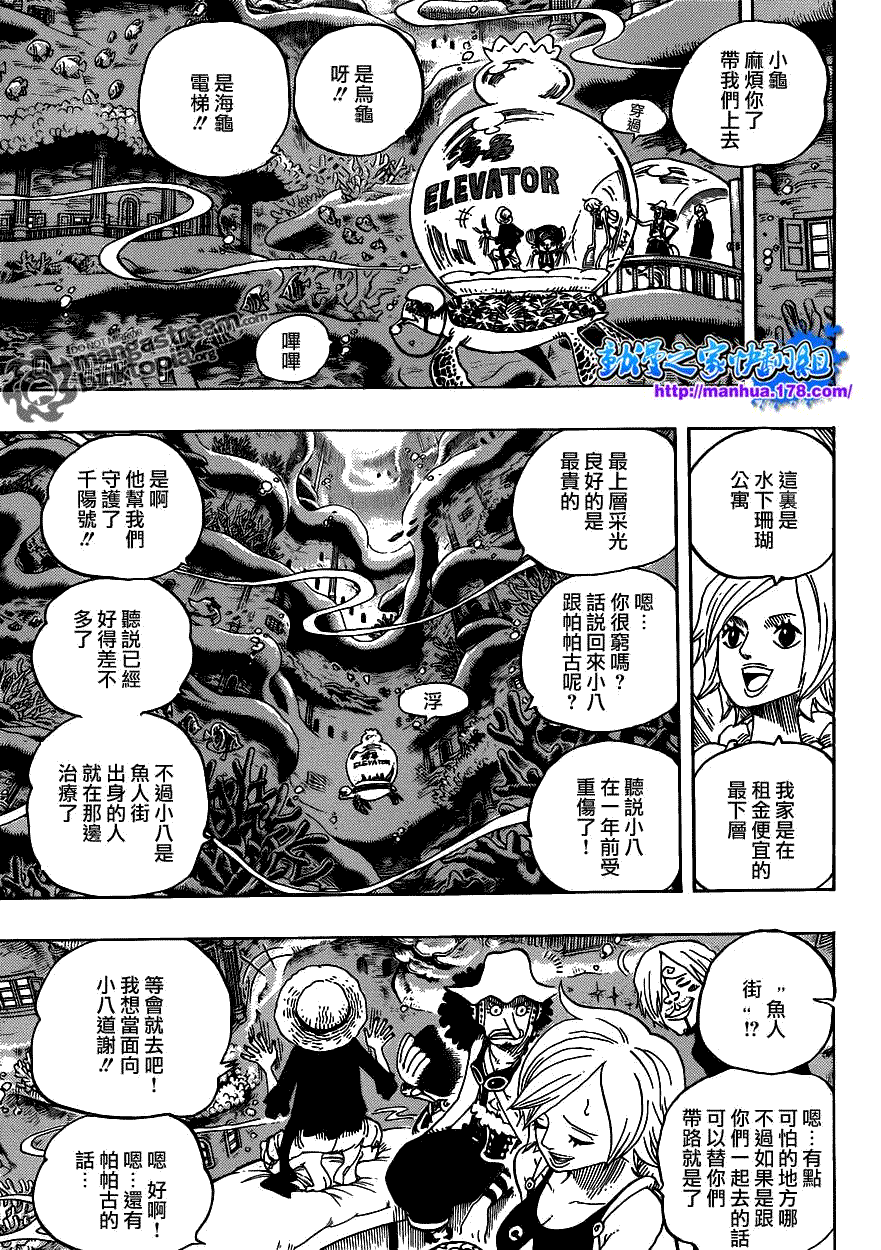 小龜
麻煩你了
帶我們上去
穿過
是烏龜
呀!!
是海龜
電梯!!
海龜
ELEVATOR
嗶嗶
DO NOT MODIFY
mangastream.com
Linktopia.org
動漫之家汉化組
http://manhua.178.com/
這裏是
水下珊瑚
公寓
我家是在
租金便宜的
最下層
最上層采光
良好的是
最貴的
嗯…
你很窮嗎?
話說回來小八
跟帕帕古呢?
聽説小八
在一年前受
重傷了!
浮
ELEVATOR
是啊
他幫我們
守護了
千陽號!!
聽説已經
好得差不
多了
不過小八是
魚人街
出身的人
就在那邊
治療了
〝魚人
街〞!?
嗯…有點
可怕的地方哪
不過如果是跟
你們一起去的話
可以替你們
帶路就是了
等會就去吧!
我想當面向
小八道謝!!
嗯 好啊!
嗯…還有
帕帕古的
話…